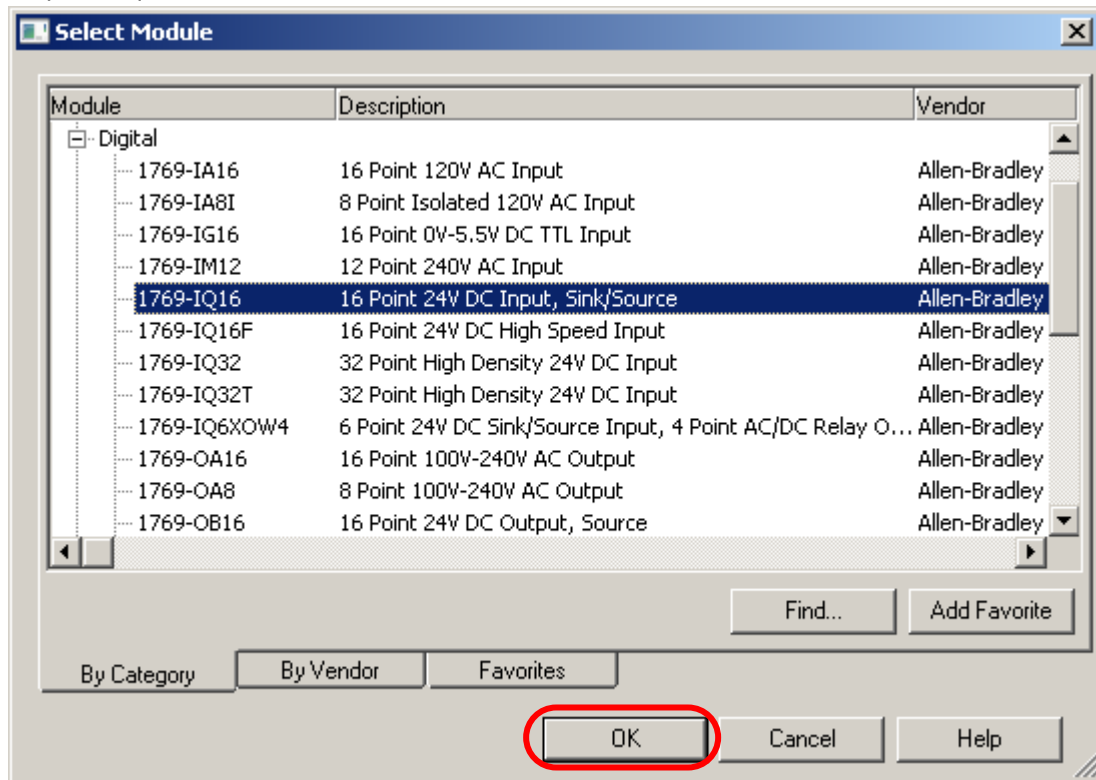 Select Module
Module Description Vendor
Digital
1769-IA16 16 Point 120V AC Input Allen-Bradley
1769-IA8I 8 Point Isolated 120V AC Input Allen-Bradley
1769-IG16 16 Point 0V-5.5V DC TTL Input Allen-Bradley
1769-IM12 12 Point 240V AC Input Allen-Bradley
1769-IQ16 16 Point 24V DC Input, Sink/Source Allen-Bradley
1769-IQ16F 16 Point 24V DC High Speed Input Allen-Bradley
1769-IQ32 32 Point High Density 24V DC Input Allen-Bradley
1769-IQ32T 32 Point High Density 24V DC Input Allen-Bradley
1769-IQ6XOW4 6 Point 24V DC Sink/Source Input, 4 Point AC/DC Relay O... Allen-Bradley
1769-OA16 16 Point 100V-240V AC Output Allen-Bradley
1769-OA8 8 Point 100V-240V AC Output Allen-Bradley
1769-OB16 16 Point 24V DC Output, Source Allen-Bradley
Find... Add Favorite
By Category By Vendor Favorites
OK Cancel Help